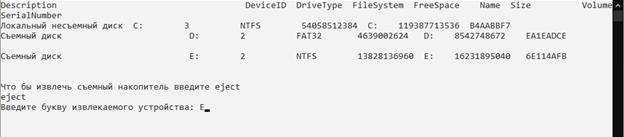 Description DeviceID DriveType FileSystem FreeSpace Name Size Volume
SerialNumber
Локальный несъемный диск C: 3 NTFS 54058512384 C: 119387713536 B4AABBF7
Съемный диск D: 2 FAT32 4639002624 D: 8542748672 EA1EADCE
Съемный диск E: 2 NTFS 13828136960 E: 16231895040 6E114AFB
Что бы извлечь съемный накопитель введите eject
eject
Введите букву извлекаемого устройства: E